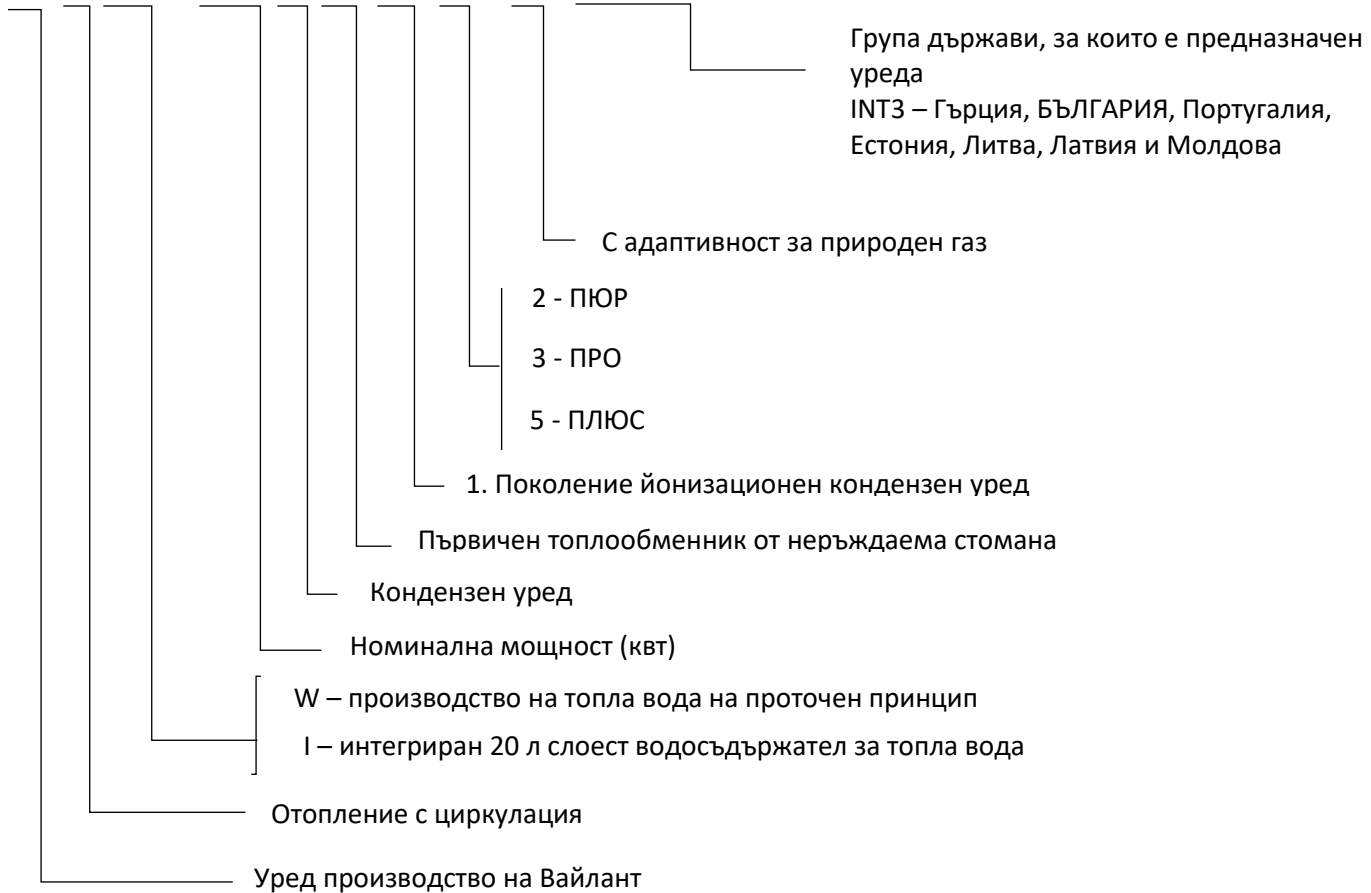 Група държави, за които е предназначен
уреда
INT3 – Гърция, БЪЛГАРИЯ, Португалия,
Естония, Литва, Латвия и Молдова
С адаптивност за природен газ
2 - ПЮР
3 - ПРО
5 - ПЛЮС
1. Поколение йонизационен кондензен уред
Първичен топлообменник от неръждаема стомана
Кондензен уред
Номинална мощност (квт)
W – производство на топла вода на проточен принцип
I – интегриран 20 л слоест водосъдържател за топла вода
Отопление с циркулация
Уред производство на Вайлант